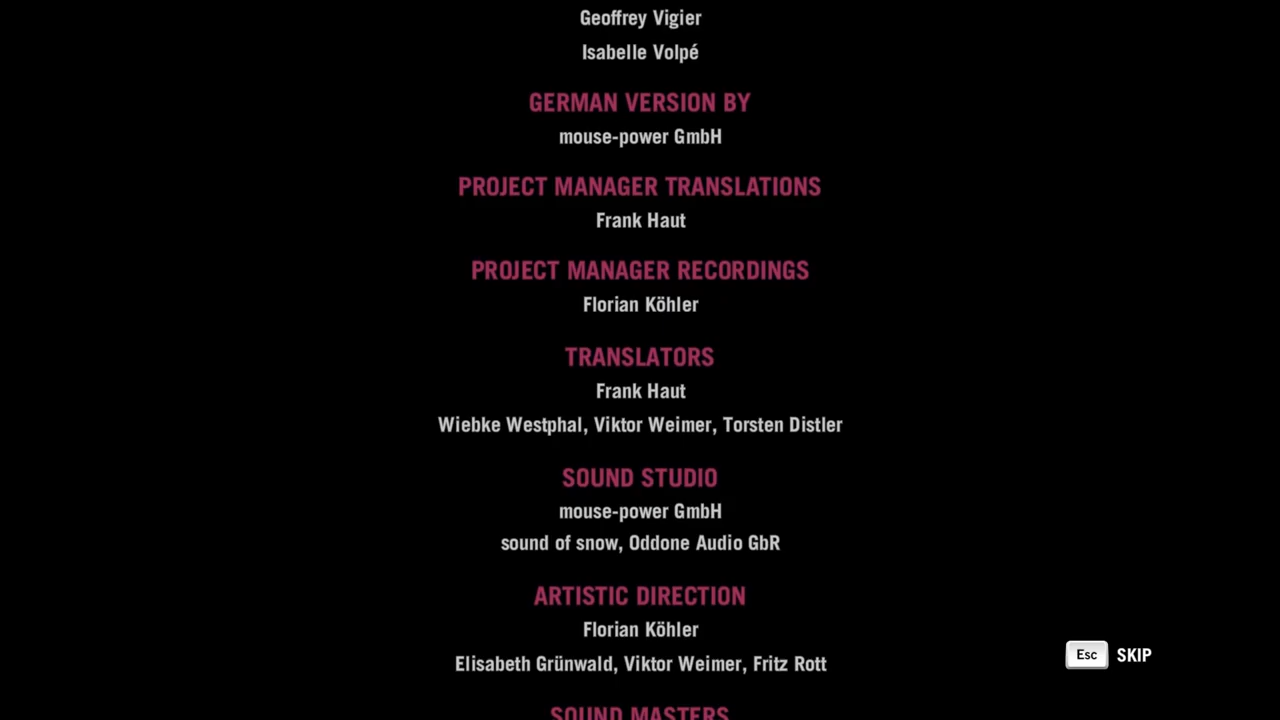 Geoffrey Vigier
Isabelle Volpé
GERMAN VERSION BY
mouse-power GmbH
PROJECT MANAGER TRANSLATIONS
Frank Haut
PROJECT MANAGER RECORDINGS
Florian Köhler
TRANSLATORS
Frank Haut
Wiebke Westphal, Viktor Weimer, Torsten Distler
SOUND STUDIO
mouse-power GmbH
sound of snow, Oddone Audio GbR
ARTISTIC DIRECTION
Florian Köhler
Elisabeth Grünwald, Viktor Weimer, Fritz Rott
Esc SKIP
SOUND MASTERS